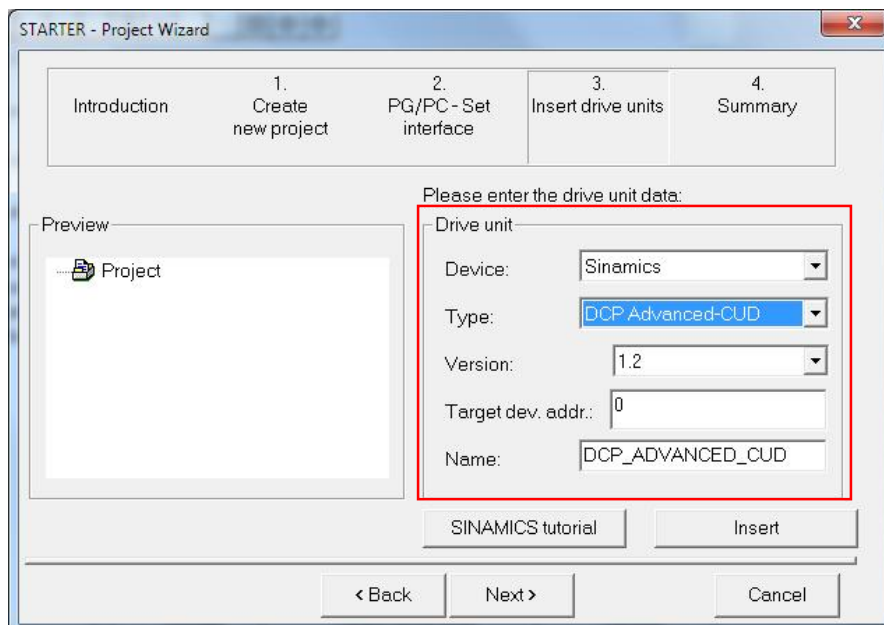 STARTER - Project Wizard
Introduction
1.
Create
new project
2.
PG/PC - Set
interface
3.
Insert drive units
4.
Summary
Please enter the drive unit data:
Preview
Project
Drive unit
Device: Sinamics
Type: DCP Advanced-CUD
Version: 1.2
Target dev. addr.: 0
Name: DCP_ADVANCED_CUD
SINAMICS tutorial
Insert
< Back
Next >
Cancel